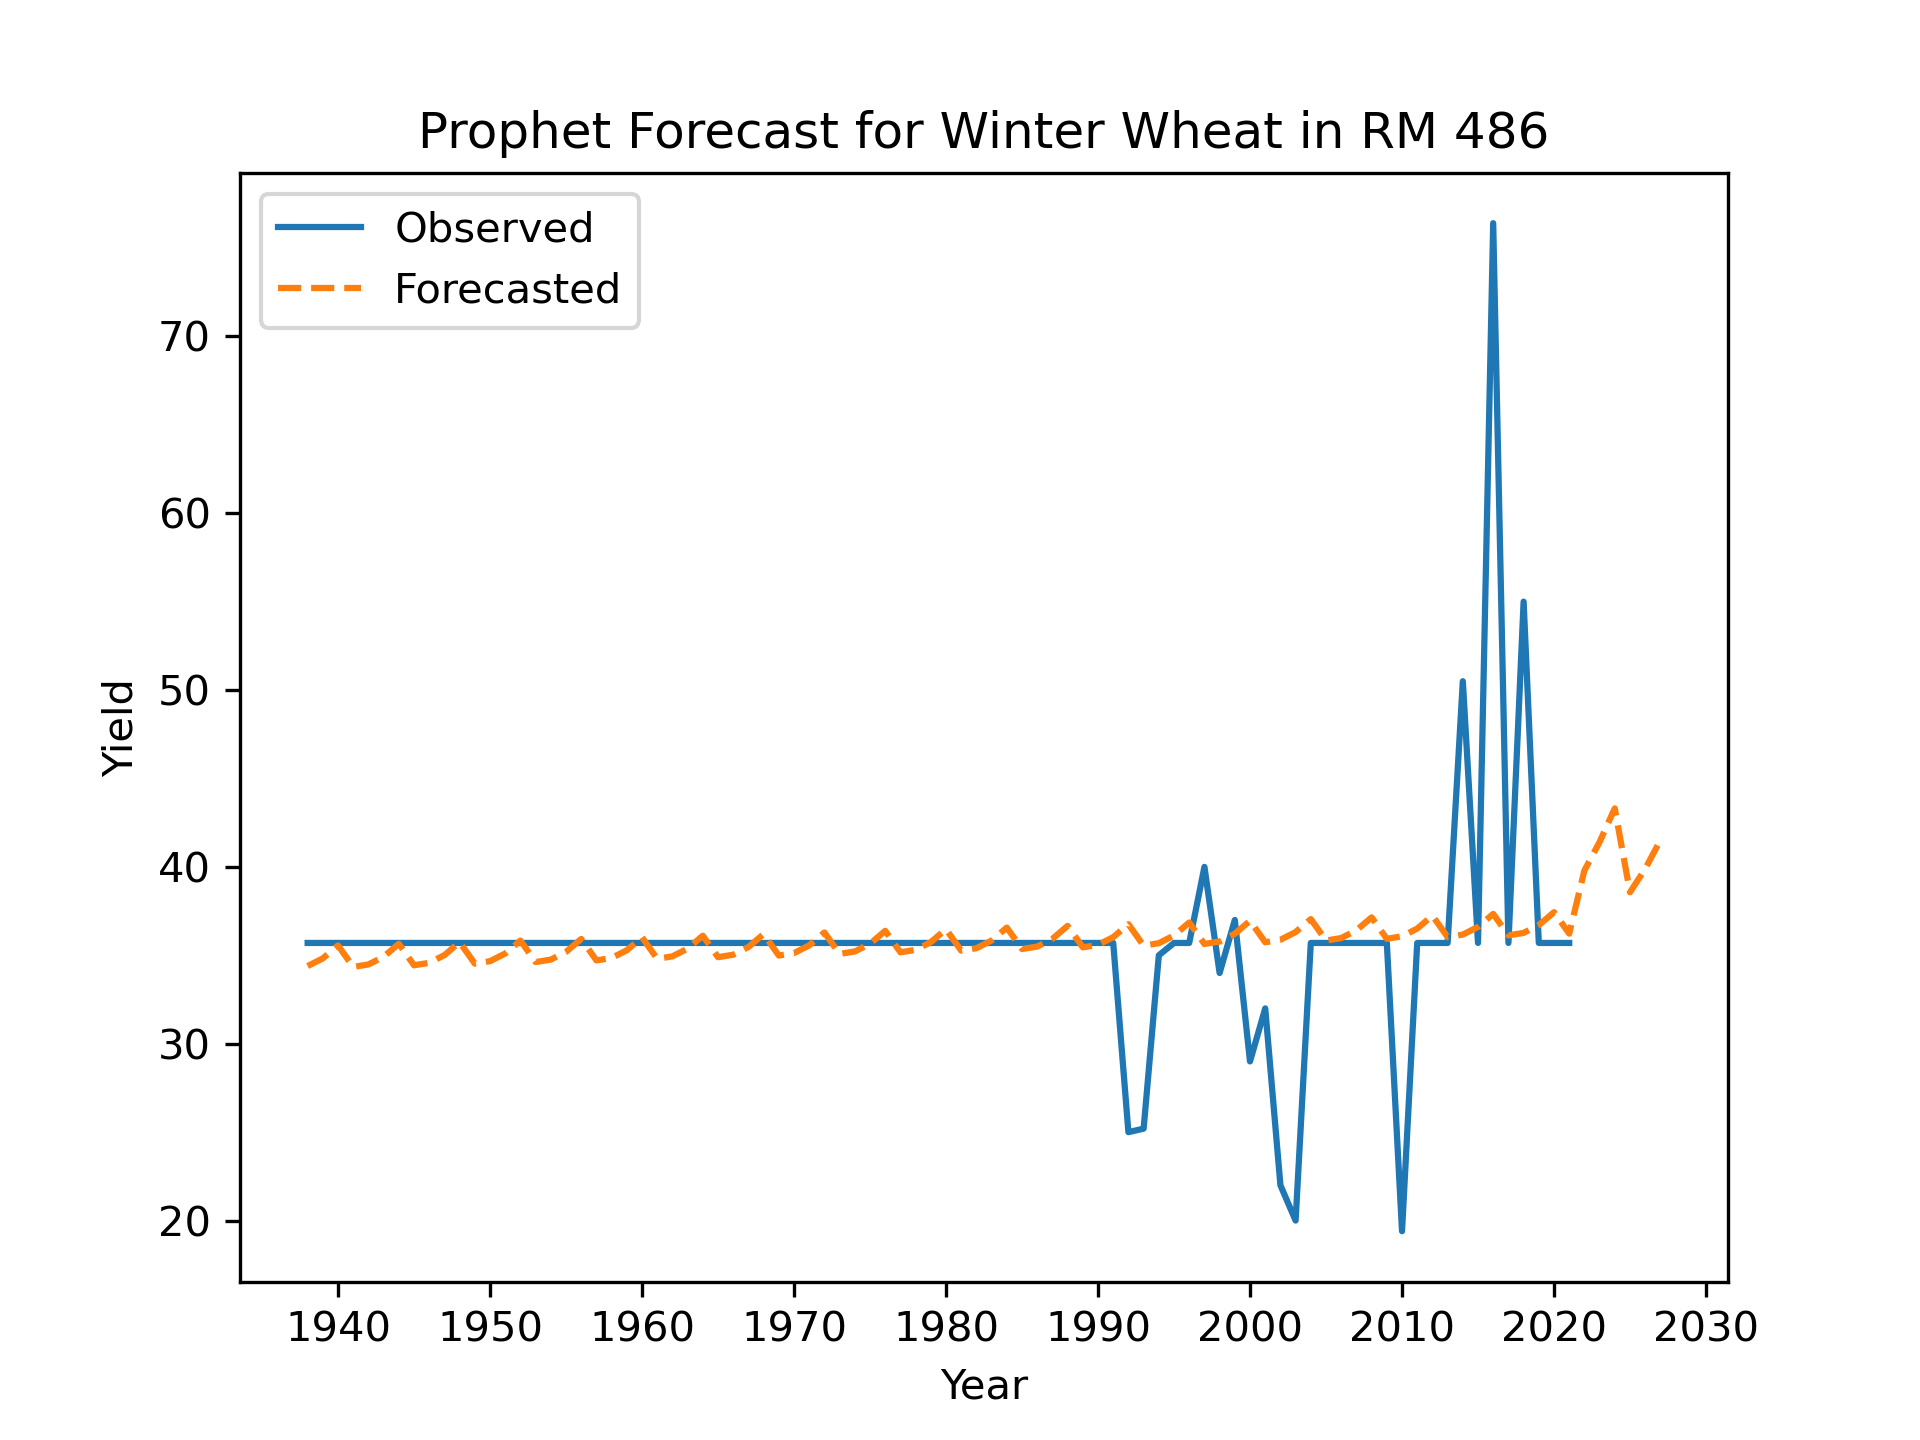 Prophet Forecast for Winter Wheat in RM 486
Observed
Forecasted
70
60
50
40
30
20
Yield
1940 1950 1960 1970 1980 1990 2000 2010 2020 2030
Year